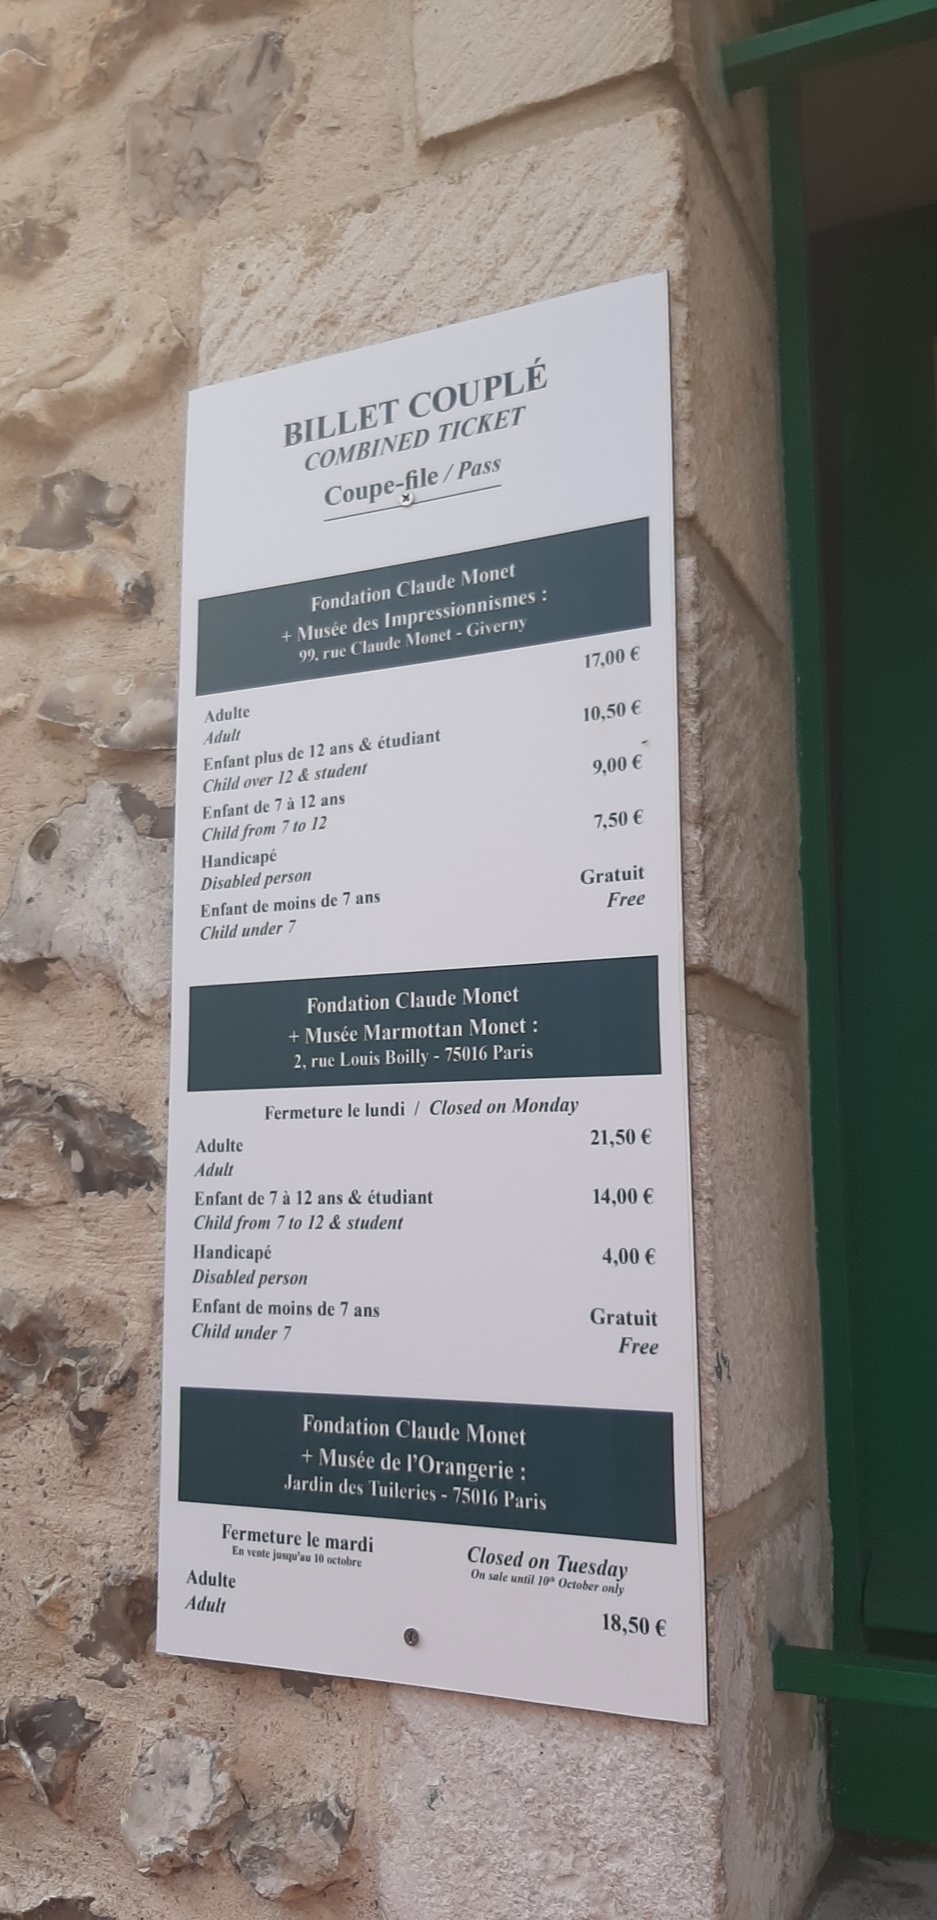 BILLET COUPLÉ
COMBINED TICKET
Coupe-file / Pass
Fondation Claude Monet
+ Musée des Impressionnismes :
99, rue Claude Monet - Giverny
Adulte 17,00 €
Adult
Enfant plus de 12 ans & étudiant 10,50 €
Child over 12 & student
Enfant de 7 à 12 ans 9,00 €
Child from 7 to 12
Handicapé 7,50 €
Disabled person
Enfant de moins de 7 ans Gratuit
Child under 7 Free
Fondation Claude Monet
+ Musée Marmottan Monet :
2, rue Louis Boilly - 75016 Paris
Fermeture le lundi / Closed on Monday
Adulte 21,50 €
Adult
Enfant de 7 à 12 ans & étudiant 14,00 €
Child from 7 to 12 & student
Handicapé 4,00 €
Disabled person
Enfant de moins de 7 ans Gratuit
Child under 7 Free
Fondation Claude Monet
+ Musée de l'Orangerie :
Jardin des Tuileries - 75016 Paris
Fermeture le mardi Closed on Tuesday
En vente jusqu'au 10 octobre On sale until 10th October only
Adulte 18,50 €
Adult